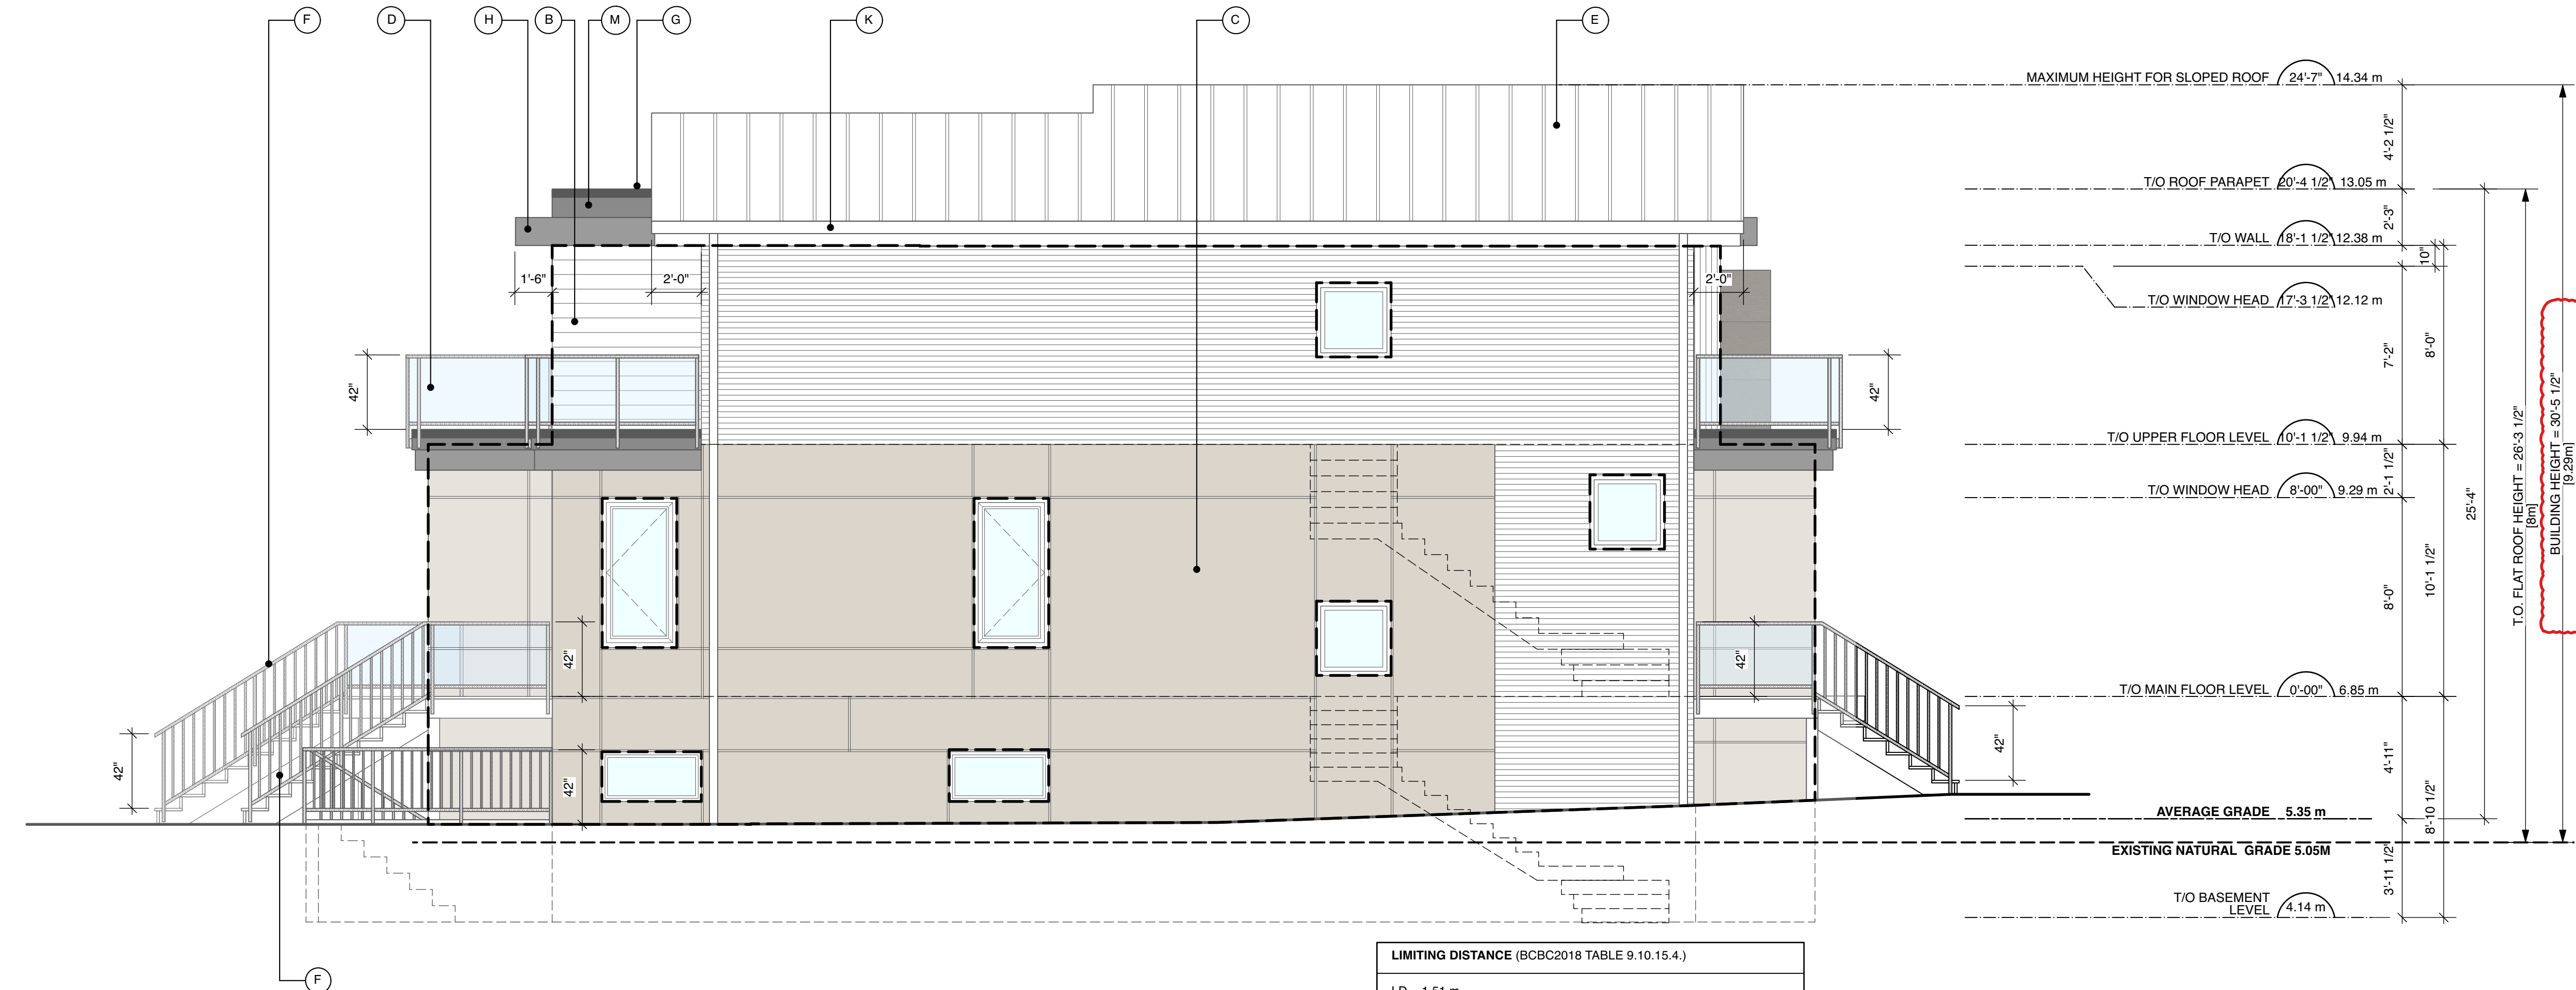 F
D
H
B
M
G
K
C
E
MAXIMUM HEIGHT FOR SLOPED ROOF 24'-7" 14.34 m
4'-2 1/2"
T/O ROOF PARAPET 20'-4 1/2" 13.05 m
2'-3"
T/O WALL 18'-1 1/2" 12.38 m
10"
1'-6"
2'-0"
2'-0"
T/O WINDOW HEAD 17'-3 1/2" 12.12 m
7'-2"
8'-0"
42"
42"
T/O UPPER FLOOR LEVEL 10'-1 1/2" 9.94 m
2'-1 1/2"
T/O WINDOW HEAD 8'-00" 9.29 m
25'-4"
T.O. FLAT ROOF HEIGHT = 26'-3 1/2"
[8m]
BUILDING HEIGHT = 30'-5 1/2"
[9.29m]
8'-0"
10'-1 1/2"
42"
42"
T/O MAIN FLOOR LEVEL 0'-00" 6.85 m
42"
42"
42"
4'-11"
8'-10 1/2"
AVERAGE GRADE 5.35 m
EXISTING NATURAL GRADE 5.05M
3'-11 1/2"
T/O BASEMENT
LEVEL
4.14 m
F
LIMITING DISTANCE (BCBC2018 TABLE 9.10.15.4.)